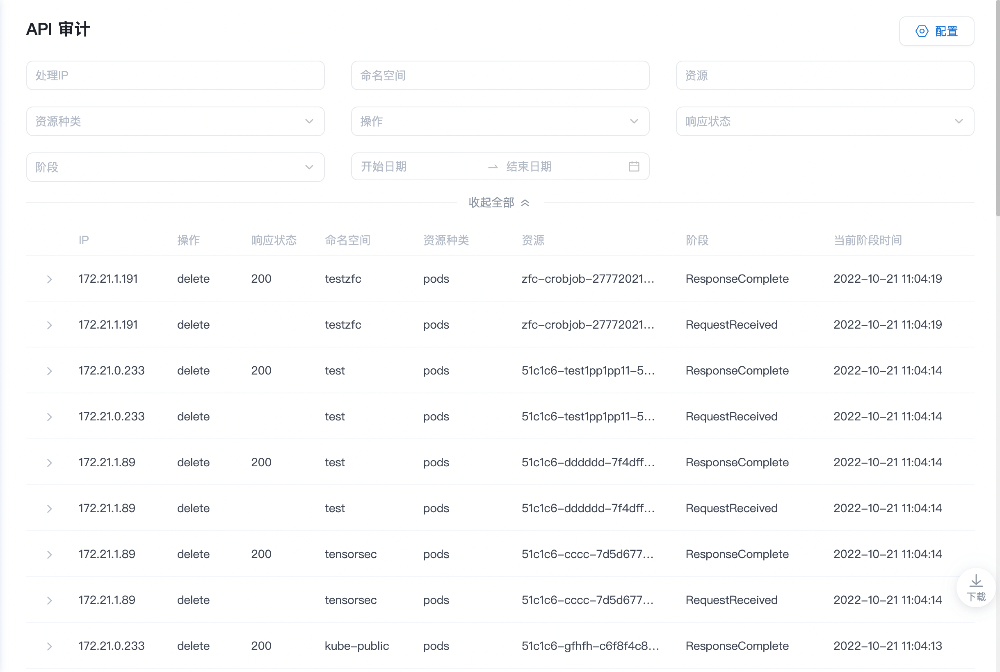 API 审计
配置
处理IP 命名空间 资源
资源种类 操作 响应状态
阶段 开始日期 结束日期
收起全部
IP 操作 响应状态 命名空间 资源种类 资源 阶段 当前阶段时间
172.21.1.191 delete 200 testzfc pods zfc-crobjob-27772021... ResponseComplete 2022-10-21 11:04:19
172.21.1.191 delete testzfc pods zfc-crobjob-27772021... RequestReceived 2022-10-21 11:04:19
172.21.0.233 delete 200 test pods 51c1c6-test1pp1pp11-5... ResponseComplete 2022-10-21 11:04:14
172.21.0.233 delete test pods 51c1c6-test1pp1pp11-5... RequestReceived 2022-10-21 11:04:14
172.21.1.89 delete 200 test pods 51c1c6-dddddd-7f4dff... ResponseComplete 2022-10-21 11:04:14
172.21.1.89 delete test pods 51c1c6-dddddd-7f4dff... RequestReceived 2022-10-21 11:04:14
172.21.1.89 delete 200 tensorsec pods 51c1c6-cccc-7d5d677... ResponseComplete 2022-10-21 11:04:14
172.21.1.89 delete tensorsec pods 51c1c6-cccc-7d5d677... RequestReceived 2022-10-21 11:04:14
下载
172.21.0.233 delete 200 kube-public pods 51c1c6-gfhfh-c6f8f4c8... ResponseComplete 2022-10-21 11:04:13